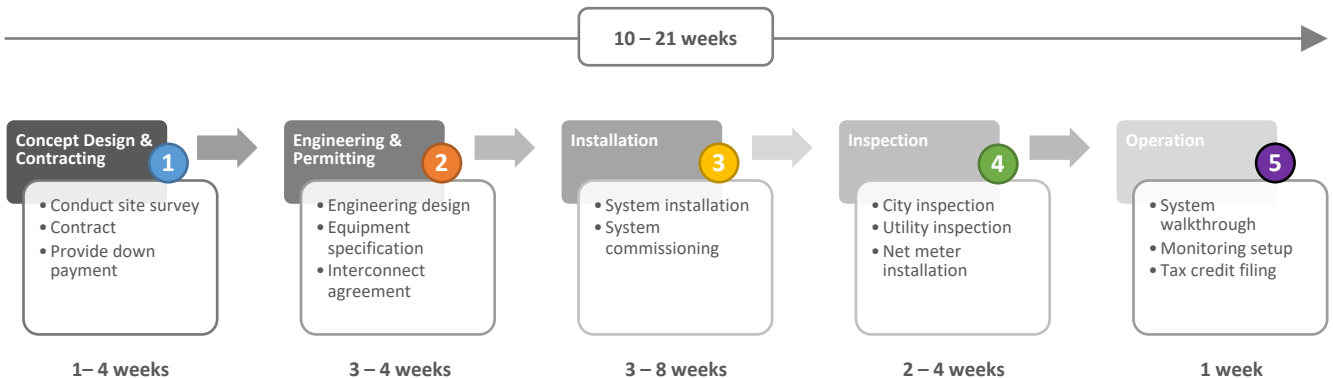 10 – 21 weeks
Concept Design &
Contracting
1
• Conduct site survey
• Contract
• Provide down
payment
1– 4 weeks
Engineering &
Permitting
2
• Engineering design
• Equipment
specification
• Interconnect
agreement
3 – 4 weeks
Installation
3
• System installation
• System
commissioning
3 – 8 weeks
Inspection
4
• City inspection
• Utility inspection
• Net meter
installation
2 – 4 weeks
Operation
5
• System
walkthrough
• Monitoring setup
• Tax credit filing
1 week